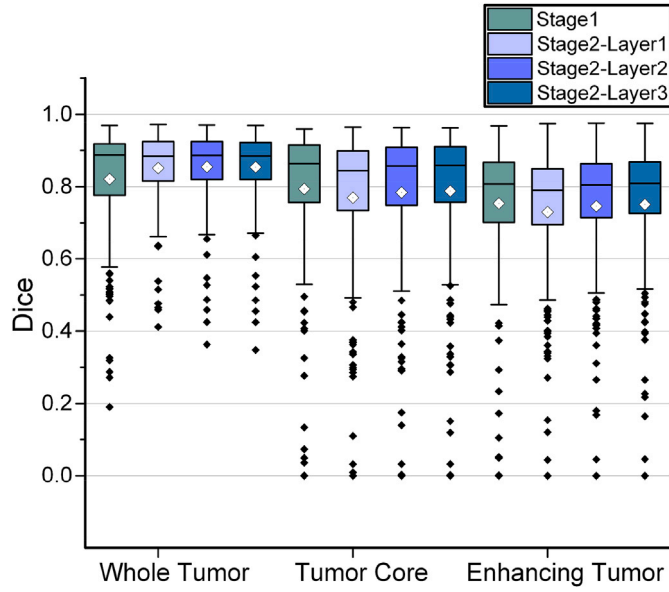 Stage1
Stage2-Layer1
Stage2-Layer2
Stage2-Layer3
1.0
0.8
0.6
0.4
0.2
0.0
Dice
Whole Tumor
Tumor Core
Enhancing Tumor